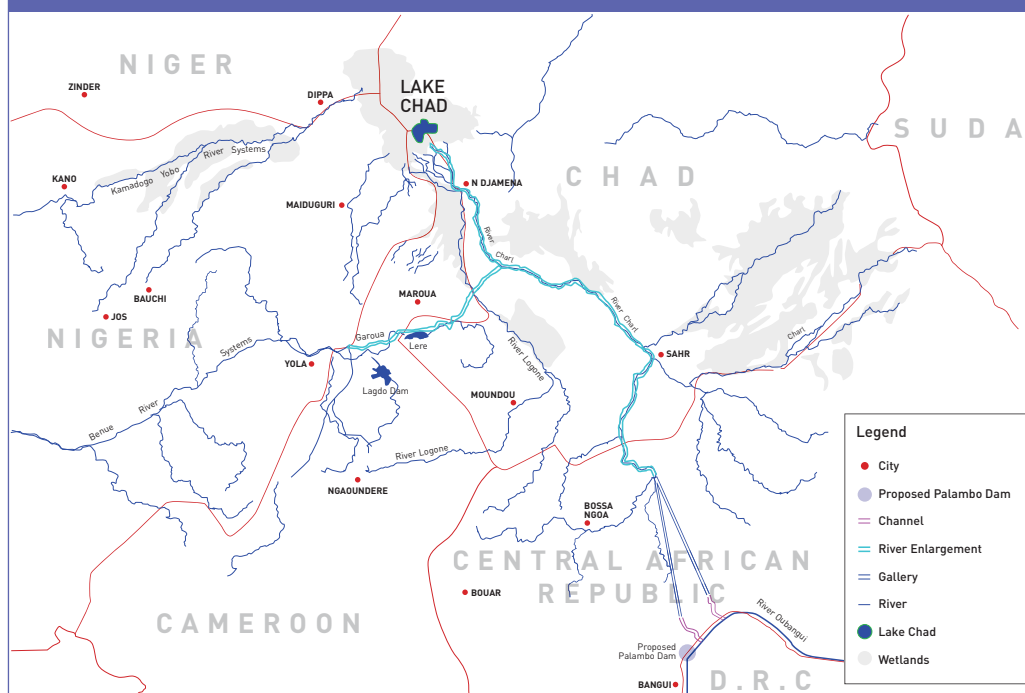 NIGER
ZINDER
DIPPA
LAKE
CHAD
SUDA
KANO
Kamadogo Yobo River Systems
N DJAMENA
CHAD
MAIDUGURI
River
Chari
BAUCHI
JOS
MAROUA
River Chari
Chari
NIGERIA
Garoua
Lere
SAHR
YOLA
Benue River Systems
Lagdo Dam
River Logone
MOUNDOU
River Logone
NGAOUNDERE
BOSSA
NGOA
CENTRAL AFRICAN
REPUBLIC
BOUAR
CAMEROON
River Oubangui
Proposed
Palambo Dam
BANGUI
D.R.C
Legend
City
Proposed Palambo Dam
Channel
River Enlargement
Gallery
River
Lake Chad
Wetlands